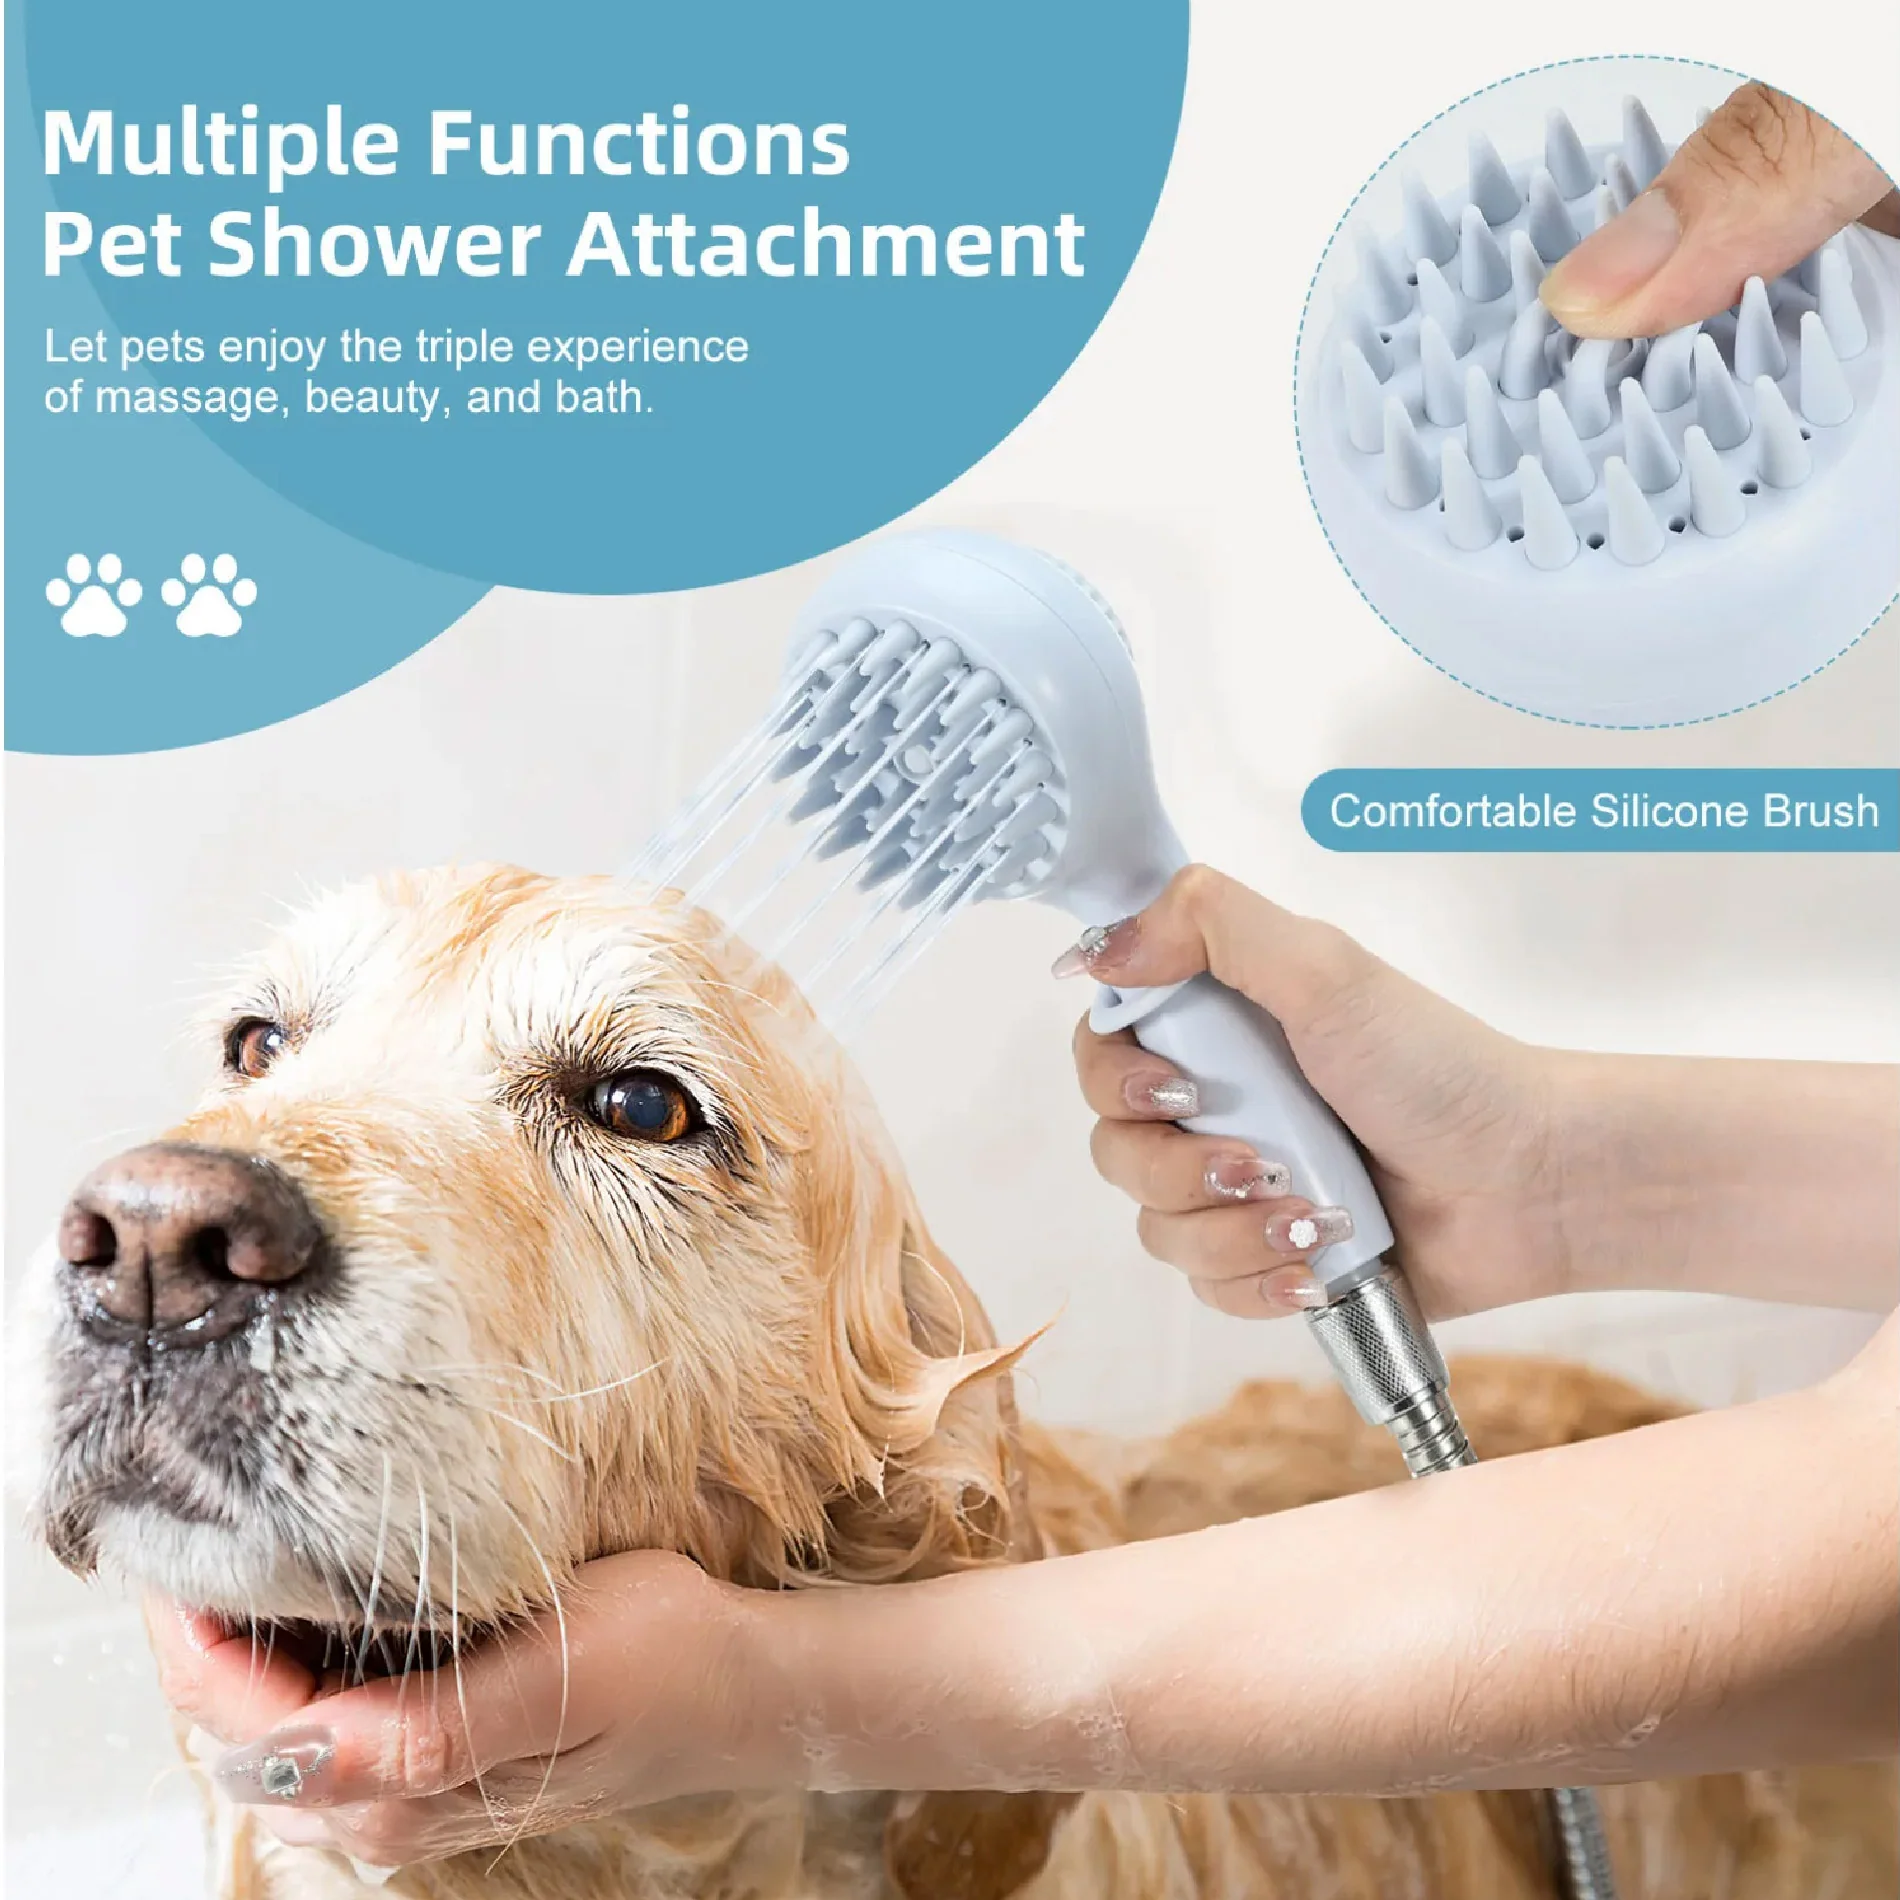 Multiple Functions
Pet Shower Attachment
Let pets enjoy the triple experience
of massage, beauty, and bath.
Comfortable Silicone Brush